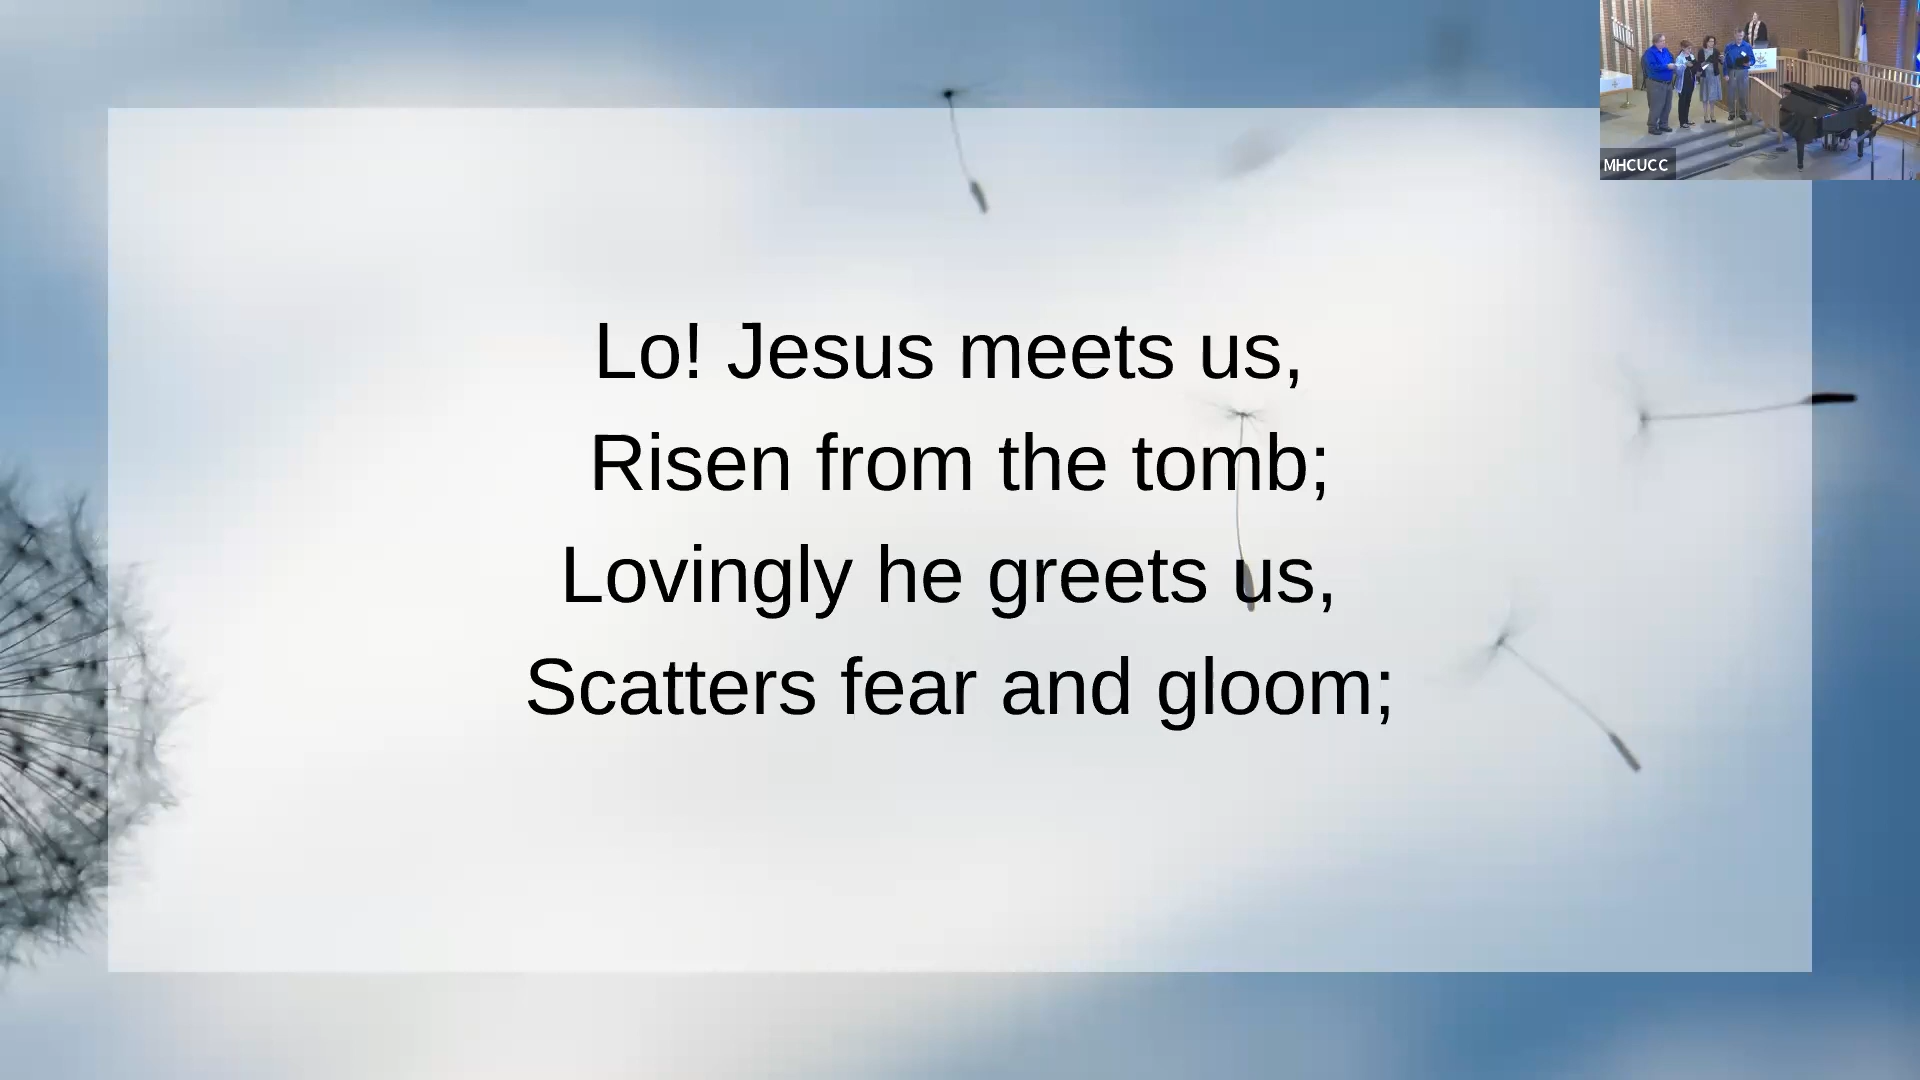 MHCUCC
Lo! Jesus meets us,
Risen from the tomb;
Lovingly he greets us,
Scatters fear and gloom;